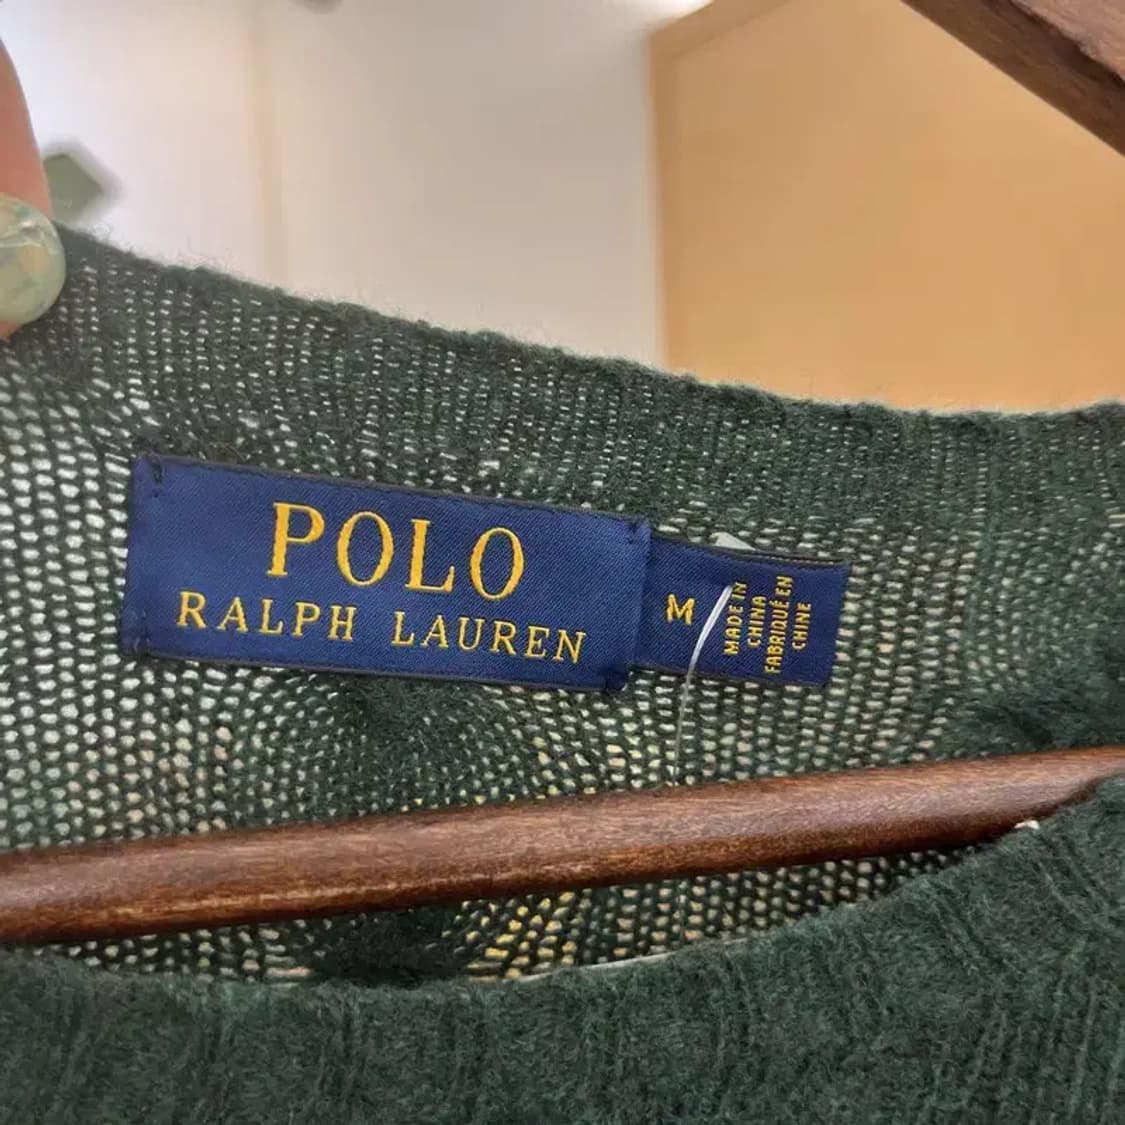 POLO
RALPH LAUREN
M
MADE IN
CHINA
FABRIQUÉ EN
CHINE